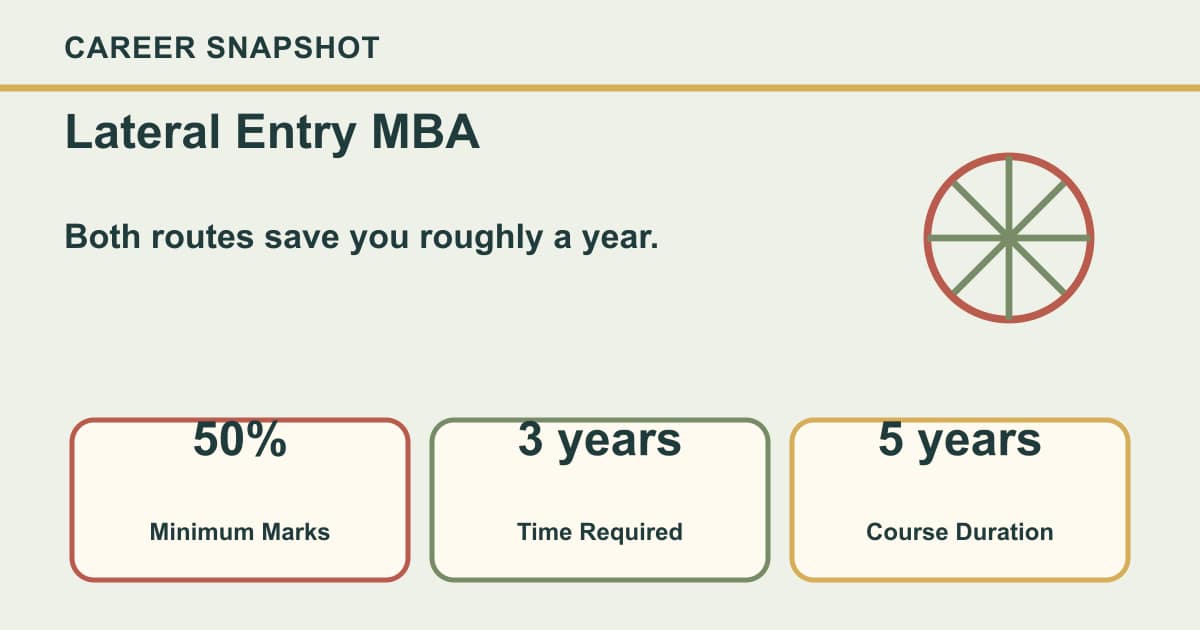 CAREER SNAPSHOT
Lateral Entry MBA
Both routes save you roughly a year.
50%
Minimum Marks
3 years
Time Required
5 years
Course Duration